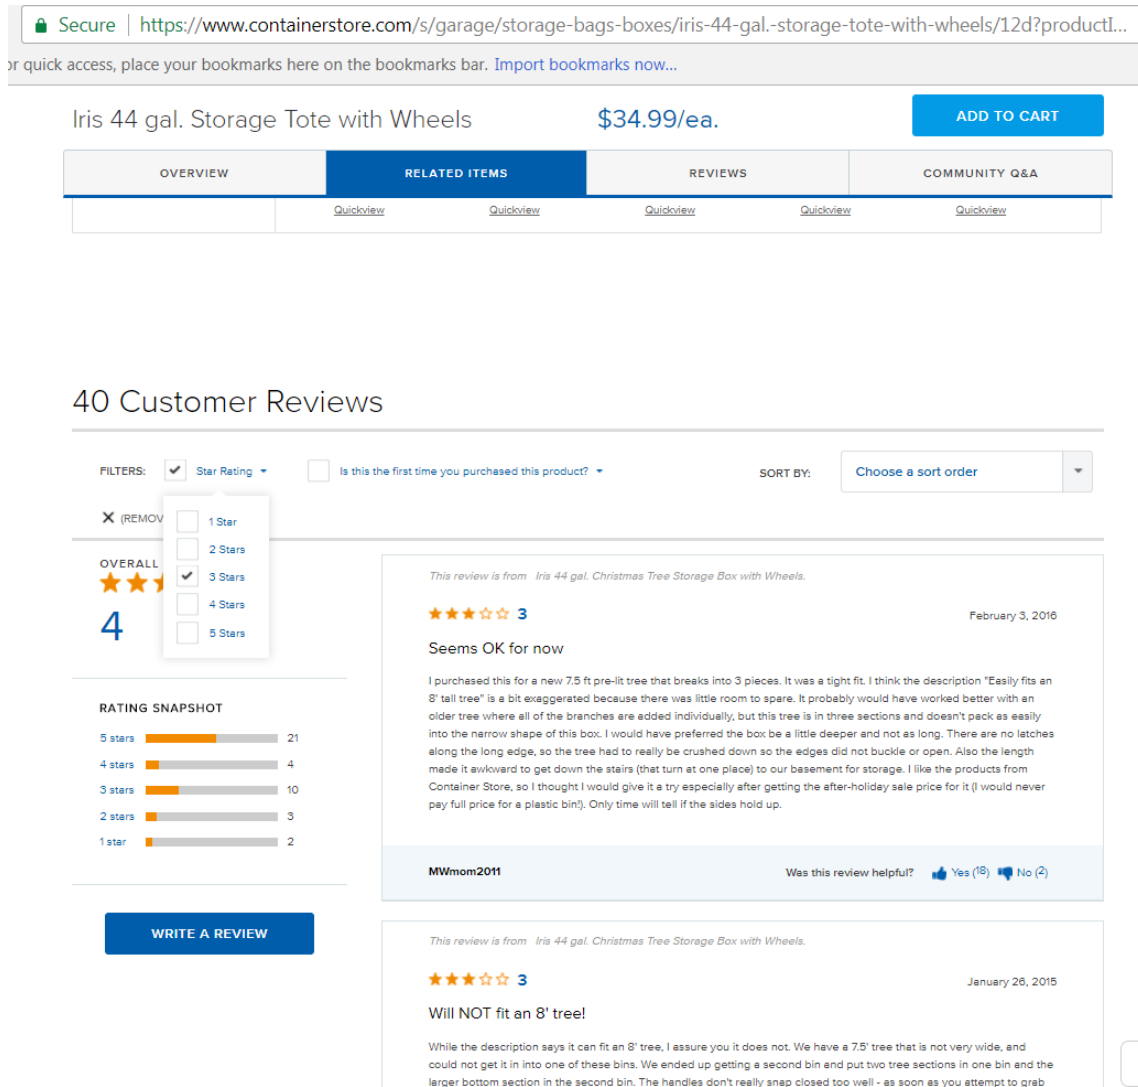 Secure | https://www.containerstore.com/s/garage/storage-bags-boxes/iris-44-gal.-storage-tote-with-wheels/12d?productI...
or quick access, place your bookmarks here on the bookmarks bar. Import bookmarks now...
Iris 44 gal. Storage Tote with Wheels $34.99/ea. ADD TO CART
OVERVIEW RELATED ITEMS REVIEWS COMMUNITY Q&A
Quickview Quickview Quickview Quickview Quickview
40 Customer Reviews
FILTERS: Star Rating Is this the first time you purchased this product? SORT BY: Choose a sort order
(REMOV
1 Star
2 Stars
3 Stars
4 Stars
5 Stars
OVERALL
4
RATING SNAPSHOT
5 stars 21
4 stars 4
3 stars 10
2 stars 3
1 star 2
WRITE A REVIEW
This review is from Iris 44 gal. Christmas Tree Storage Box with Wheels.
3 February 3, 2016
Seems OK for now
I purchased this for a new 7.5 ft pre-lit tree that breaks into 3 pieces. It was a tight fit. I think the description "Easily fits an
8' tall tree" is a bit exaggerated because there was little room to spare. It probably would have worked better with an
older tree where all of the branches are added individually, but this tree is in three sections and doesn't pack as easily
into the narrow shape of this box. I would have preferred the box be a little deeper and not as long. There are no latches
along the long edge, so the tree had to really be crushed down so the edges did not buckle or open. Also the length
made it awkward to get down the stairs (that turn at one place) to our basement for storage. I like the products from
Container Store, so I thought I would give it a try especially after getting the after-holiday sale price for it (I would never
pay full price for a plastic bin!). Only time will tell if the sides hold up.
MWmom2011 Was this review helpful? Yes (18) No (2)
This review is from Iris 44 gal. Christmas Tree Storage Box with Wheels.
3 January 26, 2015
Will NOT fit an 8' tree!
While the description says it can fit an 8' tree, I assure you it does not. We have a 7.5' tree that is not very wide, and
could not get it in into one of these bins. We ended up getting a second bin and put two tree sections in one bin and the
larger bottom section in the second bin. The handles don't really snap closed too well - as soon as you attempt to grab